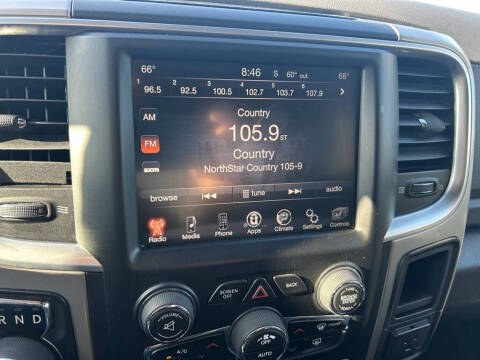 66° 8:46 S 60° out. 68°
1 2 3 4 5 6
96.5 92.5 100.5 102.7 103.7 107.9 >
AM
FM
sxm
Country
105.9 ST
Country
NorthStar Country 105-9
browse tune audio
Radio Media Phone Apps Climate Settings Controls
SCREEN OFF
BACK
R N D
A/C
AUTO
BROWSE